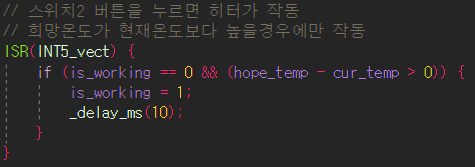 // 스위치2 버튼을 누르면 히터가 작동
// 희망온도가 현재온도보다 높을경우에만 작동
ISR(INT5_vect) {
if (is_working == 0 && (hope_temp - cur_temp > 0)) {
is_working = 1;
_delay_ms(10);
}
}